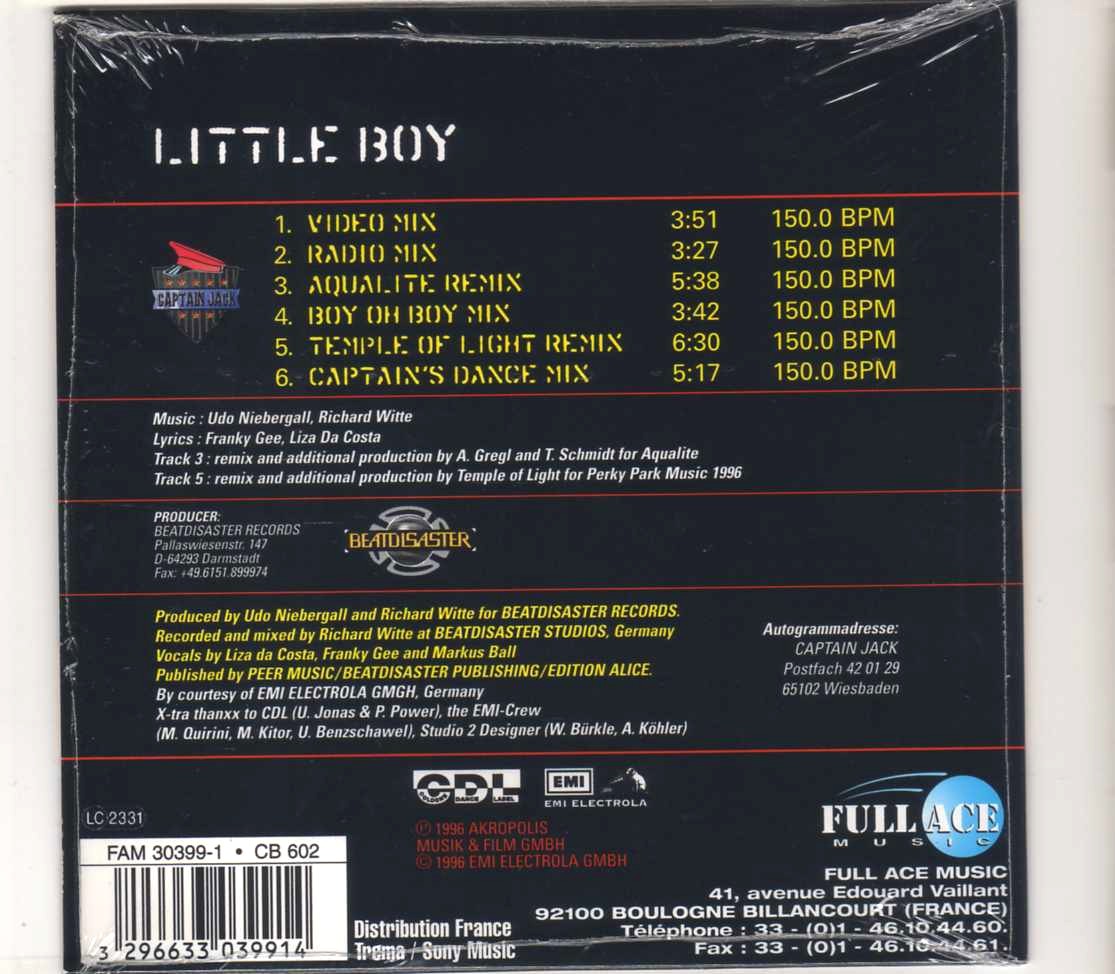 LITTLE BOY
1. VIDEO MIX 3:51 150.0 BPM
2. RADIO MIX 3:27 150.0 BPM
3. AQUALITE REMIX 5:38 150.0 BPM
4. BOY OH BOY MIX 3:42 150.0 BPM
5. TEMPLE OF LIGHT REMIX 6:30 150.0 BPM
6. CAPTAIN'S DANCE MIX 5:17 150.0 BPM
CAPTAIN JACK
Music : Udo Niebergall, Richard Witte
Lyrics : Franky Gee, Liza Da Costa
Track 3 : remix and additional production by A. Gregl and T. Schmidt for Aqualite
Track 5 : remix and additional production by Temple of Light for Perky Park Music 1996
PRODUCER:
BEATDISASTER RECORDS
Pallaswiesenstr. 147
D-64293 Darmstadt
Fax: +49.6151.899974
BEATDISASTER
Produced by Udo Niebergall and Richard Witte for BEATDISASTER RECORDS.
Recorded and mixed by Richard Witte at BEATDISASTER STUDIOS, Germany
Vocals by Liza da Costa, Franky Gee and Markus Ball
Published by PEER MUSIC/BEATDISASTER PUBLISHING/EDITION ALICE.
By courtesy of EMI ELECTROLA GMGH, Germany
X-tra thanxx to CDL (U. Jonas & P. Power), the EMI-Crew
(M. Quirini, M. Kitor, U. Benzschawel), Studio 2 Designer (W. Bürkle, A. Köhler)
Autogrammadresse:
CAPTAIN JACK
Postfach 42 01 29
65102 Wiesbaden
CDL
COLOGNE DANCE LABEL
EMI
EMI ELECTROLA
℗ 1996 AKROPOLIS
MUSIK & FILM GMBH
© 1996 EMI ELECTROLA GMBH
LC 2331
FAM 30399-1 • CB 602
3 296633 039914
Distribution France
Trema / Sony Music
FULL ACE
MUSIC
FULL ACE MUSIC
41, avenue Edouard Vaillant
92100 BOULOGNE BILLANCOURT (FRANCE)
Téléphone : 33 - (0)1 - 46.10.44.60.
Fax : 33 - (0)1 - 46.10.44.61.